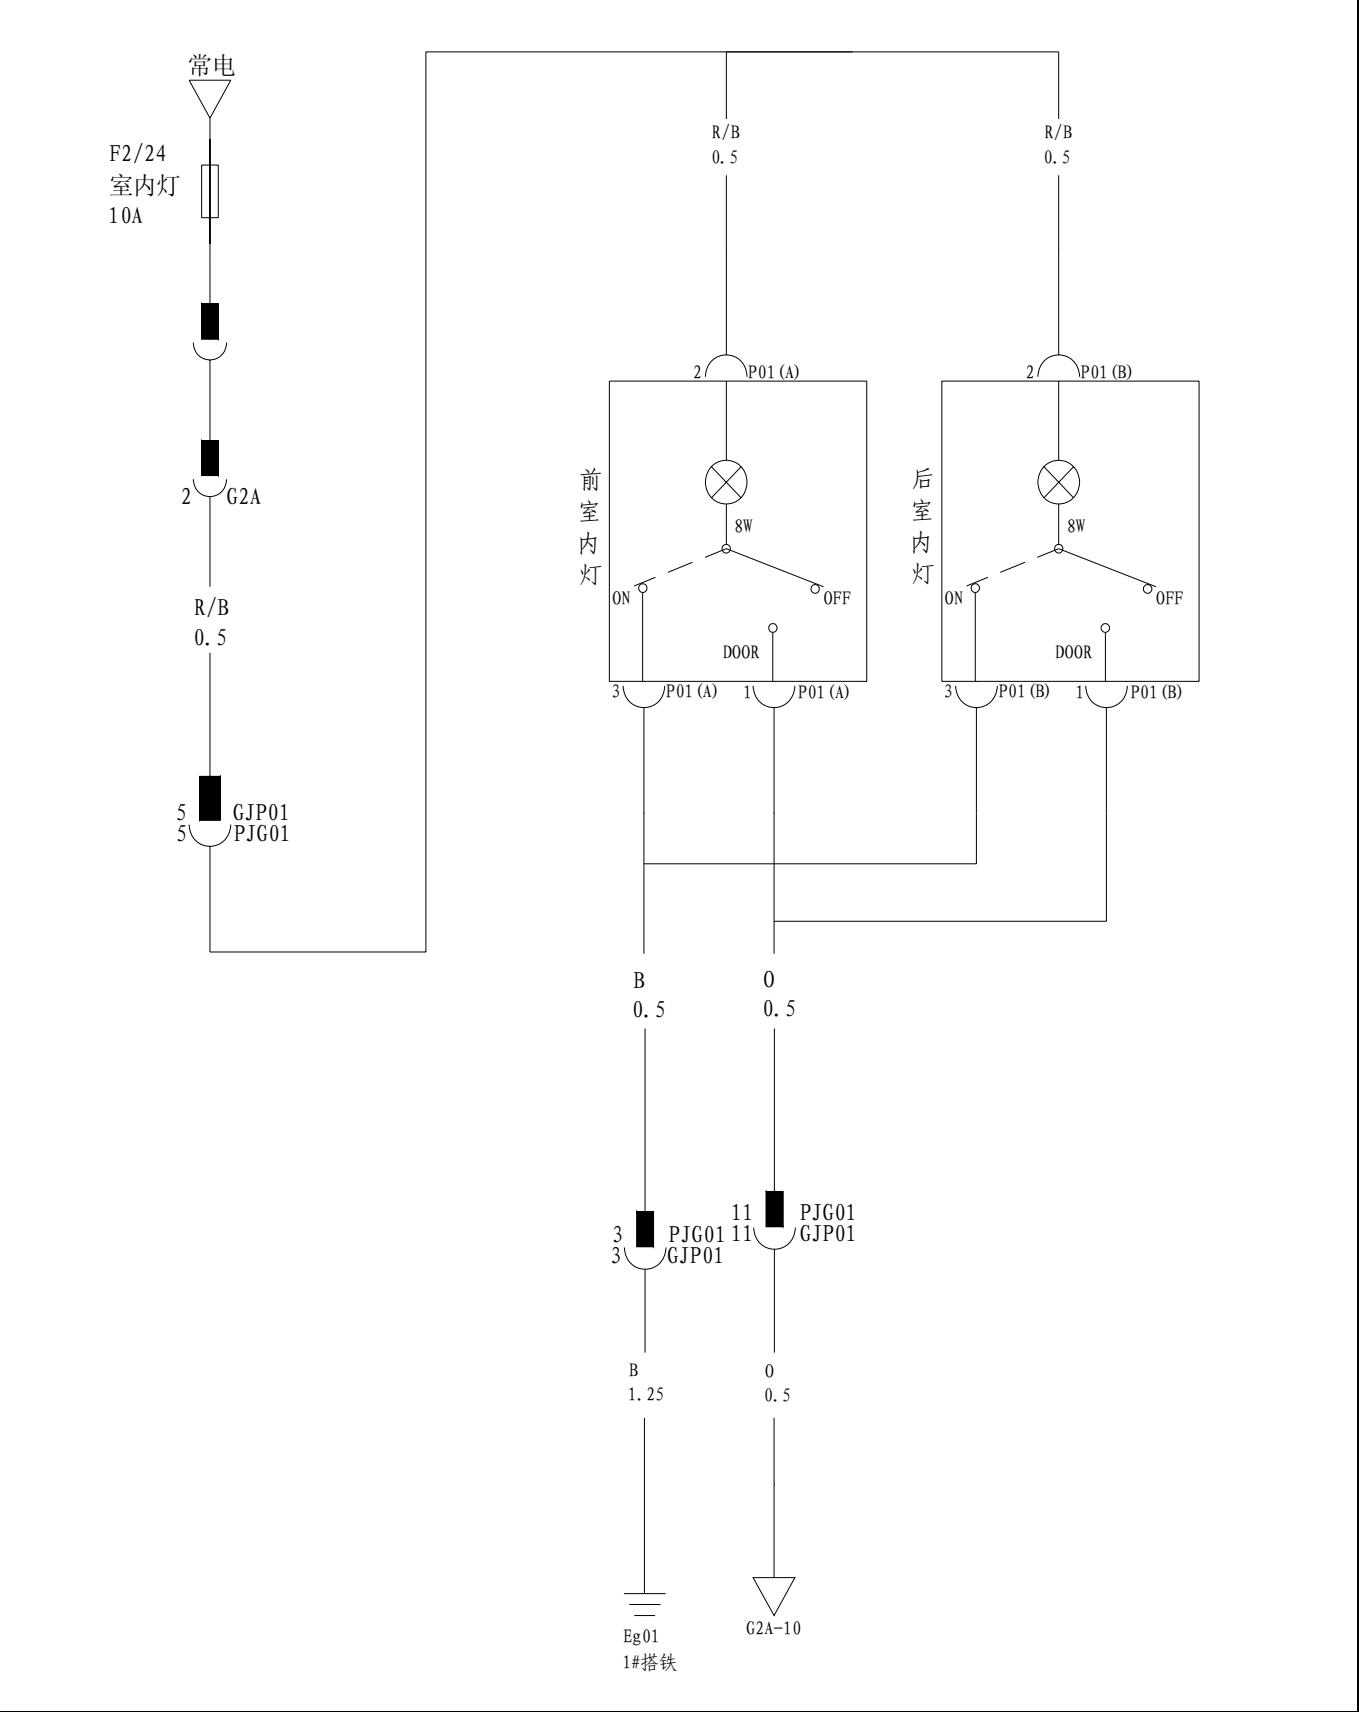 常电
F2/24
室内灯
10A
2 G2A
R/B
0.5
5 GJP01
5 PJG01
R/B
0.5
R/B
0.5
2 P01(A)
前室内灯
8W
ON
OFF
DOOR
3 P01(A)
1 P01(A)
2 P01(B)
后室内灯
8W
ON
OFF
DOOR
3 P01(B)
1 P01(B)
B
0.5
O
0.5
3 PJG01
3 GJP01
11 PJG01
11 GJP01
B
1.25
O
0.5
Eg01
1#搭铁
G2A-10